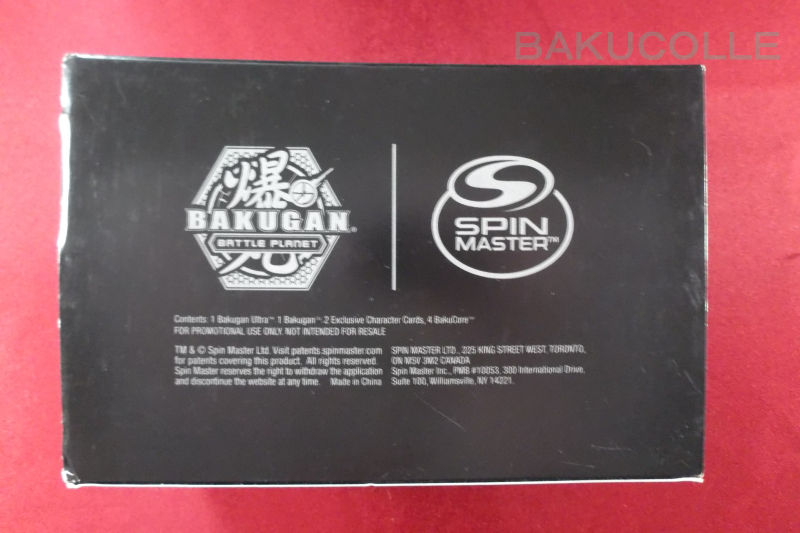 BAKUCOLLE
爆
BAKUGAN®
BATTLE PLANET
SPIN
MASTER™
Contents: 1 Bakugan Ultra™ 1 Bakugan™ 2 Exclusive Character Cards, 4 BakuCore™
FOR PROMOTIONAL USE ONLY. NOT INTENDED FOR RESALE
TM & © Spin Master Ltd. Visit patents.spinmaster.com
for patents covering this product. All rights reserved.
Spin Master reserves the right to withdraw the application
and discontinue the website at any time. Made in China
SPIN MASTER LTD., 225 KING STREET WEST, TORONTO,
ON M5V 3M2 CANADA
Spin Master Inc., PMB #10053, 300 International Drive,
Suite 100, Williamsville, NY 14221.